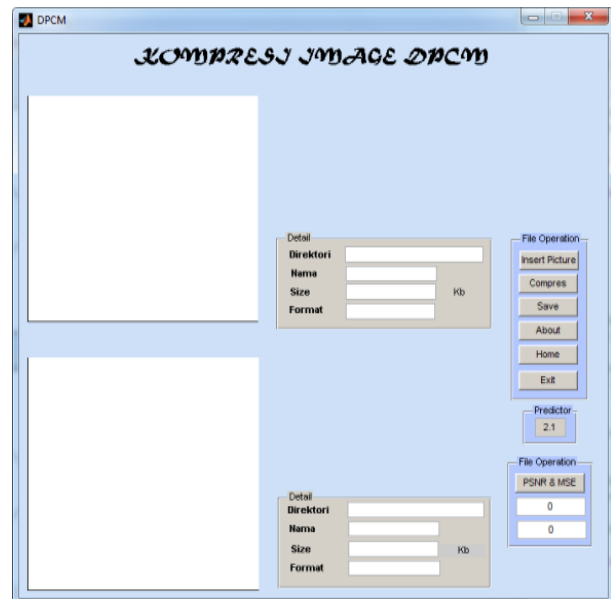 DPCM
KOMPRESI IMAGE DPCM
Detail
Direktori
Nama
Size Kb
Format
File Operation
Insert Picture
Compres
Save
About
Home
Exit
Predictor
2.1
File Operation
PSNR & MSE
0
0
Detail
Direktori
Nama
Size Kb
Format